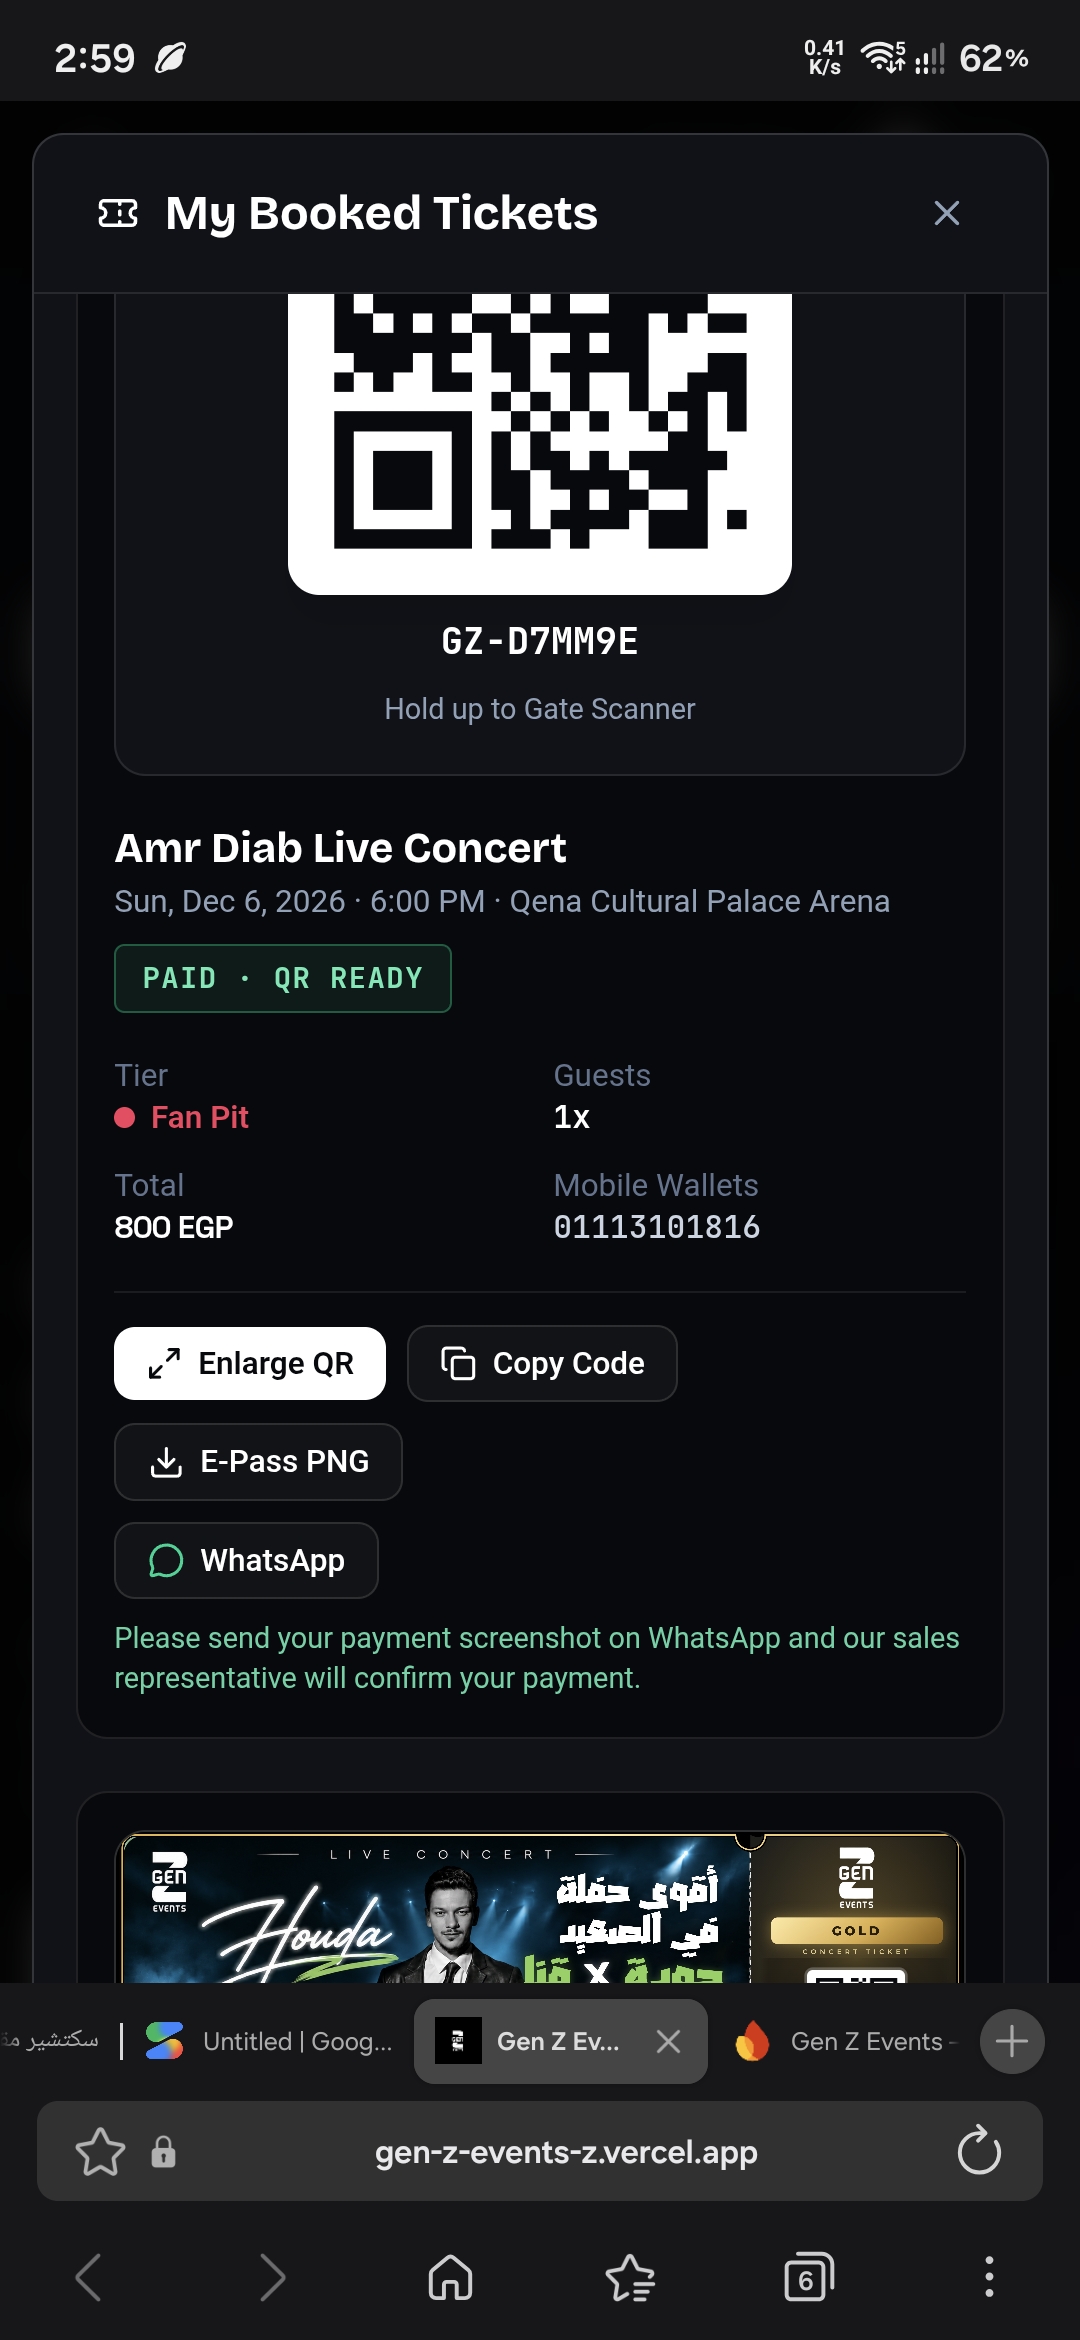 2:59
0.41
K/s
5
62%
My Booked Tickets
GZ-D7MM9E
Hold up to Gate Scanner
Amr Diab Live Concert
Sun, Dec 6, 2026 · 6:00 PM · Qena Cultural Palace Arena
PAID · QR READY
Tier
Guests
Fan Pit
1x
Total
Mobile Wallets
800 EGP
01113101816
Enlarge QR
Copy Code
E-Pass PNG
WhatsApp
Please send your payment screenshot on WhatsApp and our sales
representative will confirm your payment.
LIVE CONCERT
GEN Z
EVENTS
Houda
أقوى حفلة
في الصعيد
حودة X قنا
GEN Z
EVENTS
GOLD
CONCERT TICKET
سكتشير
Untitled | Goog...
Gen Z Ev...
Gen Z Events -
gen-z-events-z.vercel.app
6